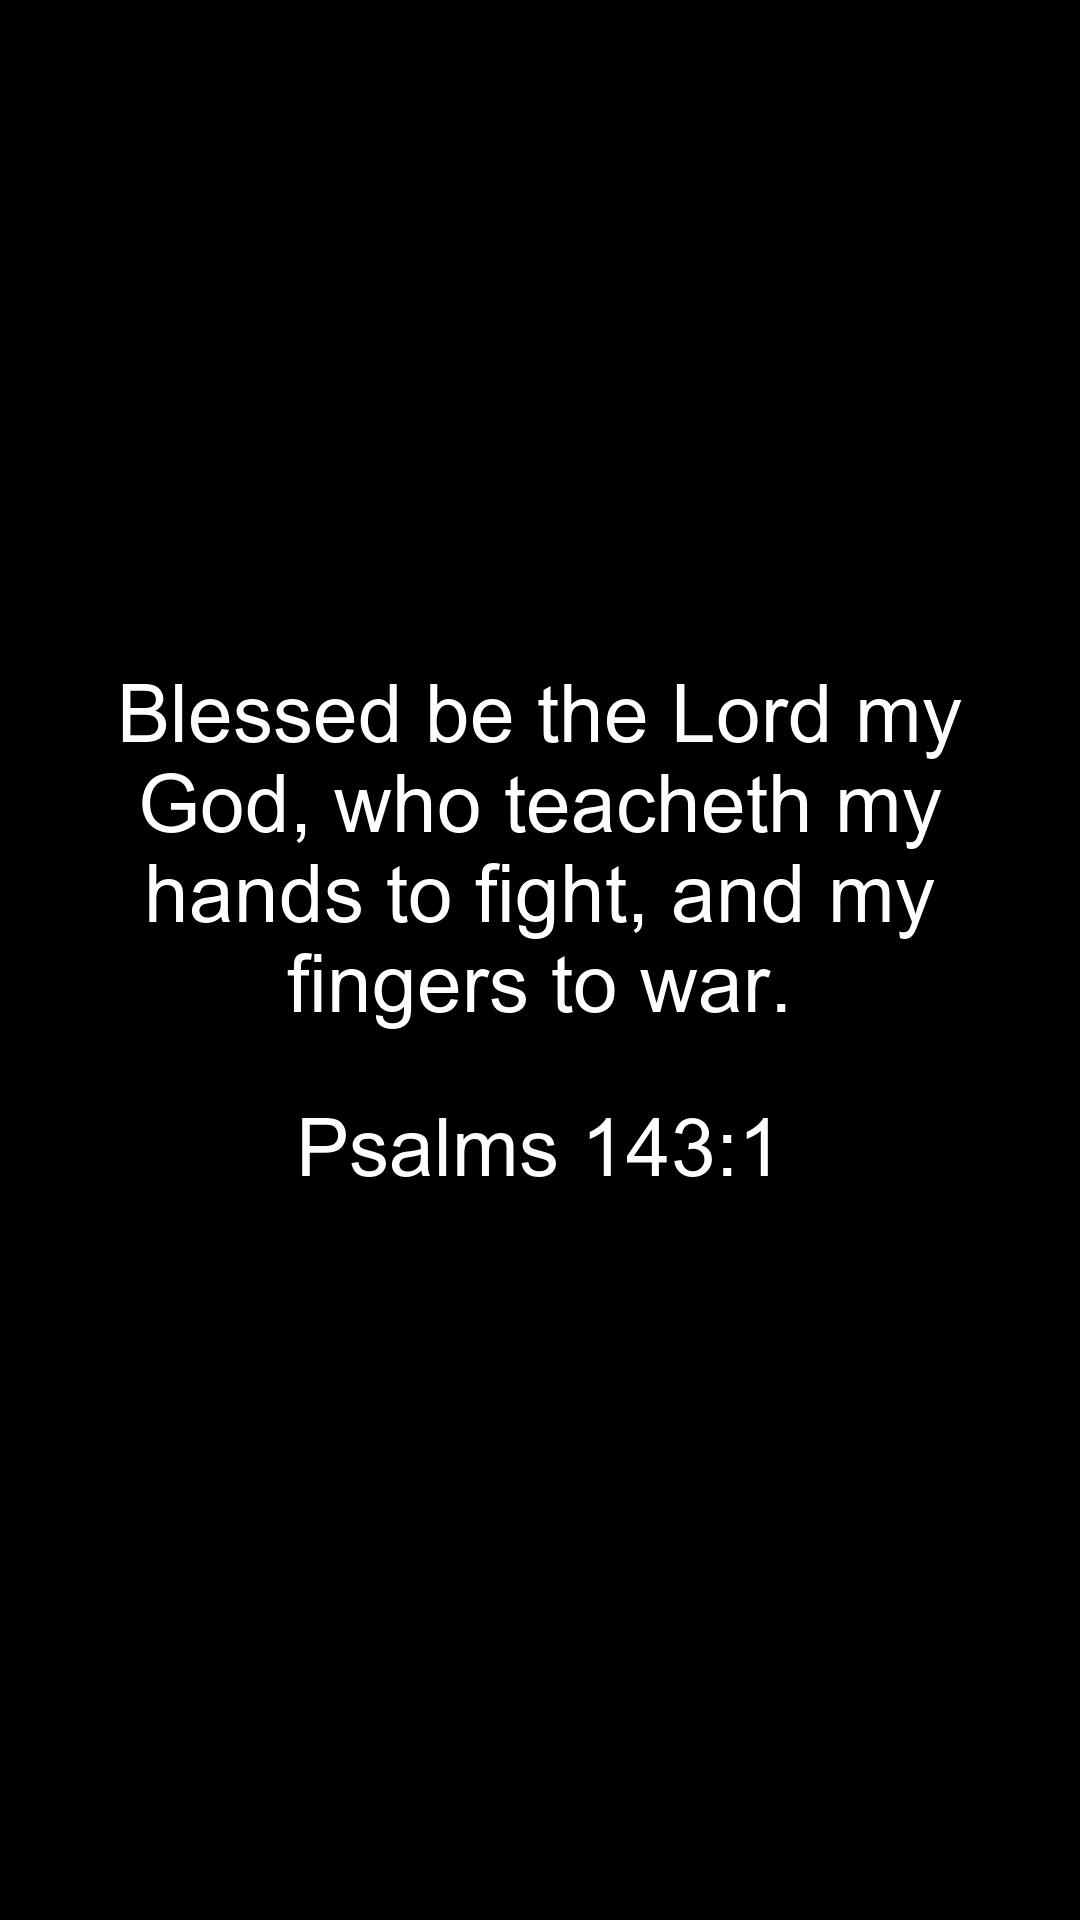 Blessed be the Lord my
God, who teacheth my
hands to fight, and my
fingers to war.
Psalms 143:1